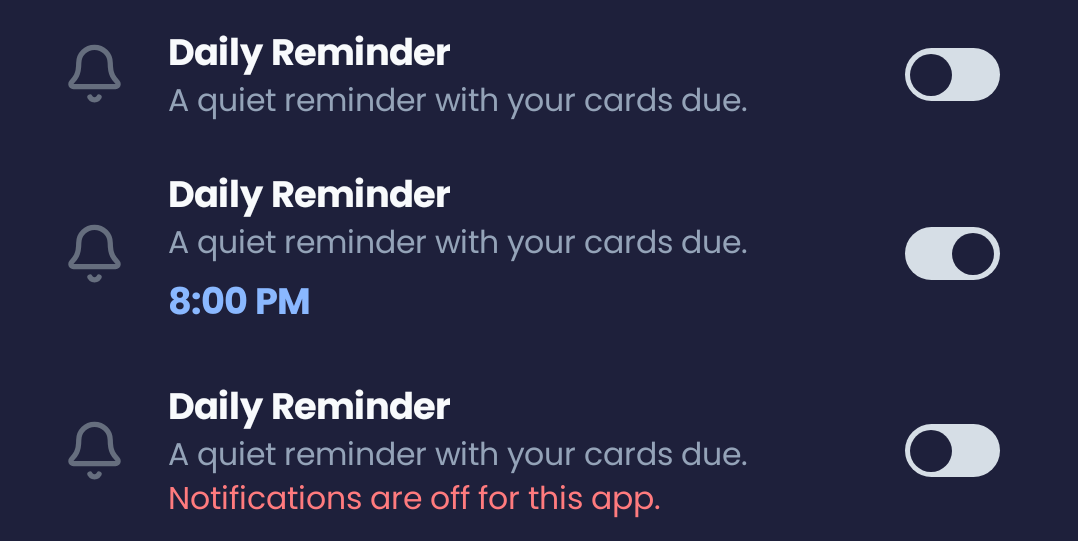 Daily Reminder
A quiet reminder with your cards due.
Daily Reminder
A quiet reminder with your cards due.
8:00 PM
Daily Reminder
A quiet reminder with your cards due.
Notifications are off for this app.